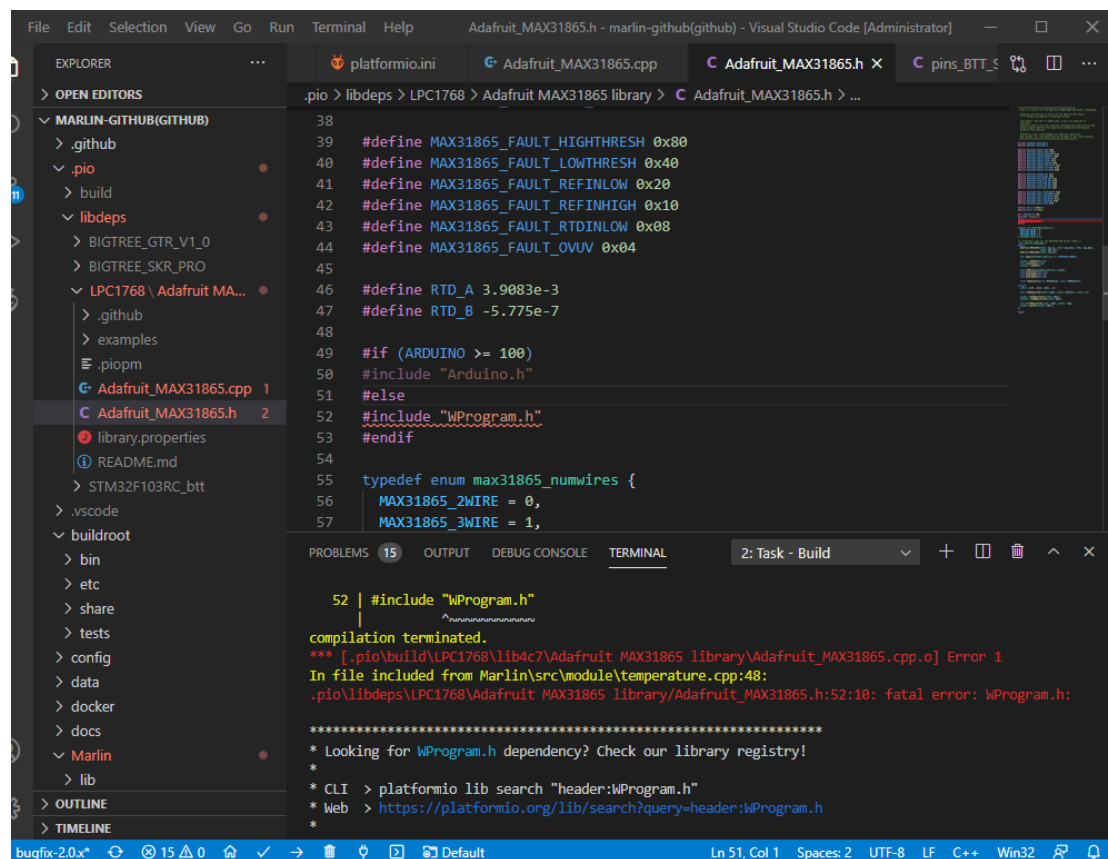 File Edit Selection View Go Run Terminal Help Adafruit_MAX31865.h - marlin-github(github) - Visual Studio Code [Administrator]
EXPLORER
platformio.ini Adafruit_MAX31865.cpp Adafruit_MAX31865.h pins_BTT_S
OPEN EDITORS
.pio > libdeps > LPC1768 > Adafruit MAX31865 library > C Adafruit_MAX31865.h > ...
MARLIN-GITHUB(GITHUB)
.github
.pio
build
libdeps
BIGTREE_GTR_V1_0
BIGTREE_SKR_PRO
LPC1768 \ Adafruit MA...
.github
examples
.piopm
Adafruit_MAX31865.cpp 1
Adafruit_MAX31865.h 2
library.properties
README.md
STM32F103RC_btt
.vscode
buildroot
bin
etc
share
tests
config
data
docker
docs
Marlin
lib
OUTLINE
TIMELINE
11
38
39 #define MAX31865_FAULT_HIGHTHRESH 0x80
40 #define MAX31865_FAULT_LOWTHRESH 0x40
41 #define MAX31865_FAULT_REFINLOW 0x20
42 #define MAX31865_FAULT_REFINHIGH 0x10
43 #define MAX31865_FAULT_RTDINLOW 0x08
44 #define MAX31865_FAULT_OVUV 0x04
45
46 #define RTD_A 3.9083e-3
47 #define RTD_B -5.775e-7
48
49 #if (ARDUINO >= 100)
50 #include "Arduino.h"
51 #else
52 #include "WProgram.h"
53 #endif
54
55 typedef enum max31865_numwires {
56 MAX31865_2WIRE = 0,
57 MAX31865_3WIRE = 1,
PROBLEMS 15 OUTPUT DEBUG CONSOLE TERMINAL 2: Task - Build
52 | #include "WProgram.h"
| ^~~~~~~~~~~~
compilation terminated.
*** [.pio\build\LPC1768\lib4c7\Adafruit MAX31865 library\Adafruit_MAX31865.cpp.o] Error 1
In file included from Marlin\src\module\temperature.cpp:48:
.pio\libdeps\LPC1768\Adafruit MAX31865 library/Adafruit_MAX31865.h:52:10: fatal error: WProgram.h:
*******************************************************************
* Looking for WProgram.h dependency? Check our library registry!
*
* CLI > platformio lib search "header:WProgram.h"
* Web > https://platformio.org/lib/search?query=header:WProgram.h
*
bugfix-2.0.x* 15 0 Default Ln 51, Col 1 Spaces: 2 UTF-8 LF C++ Win32